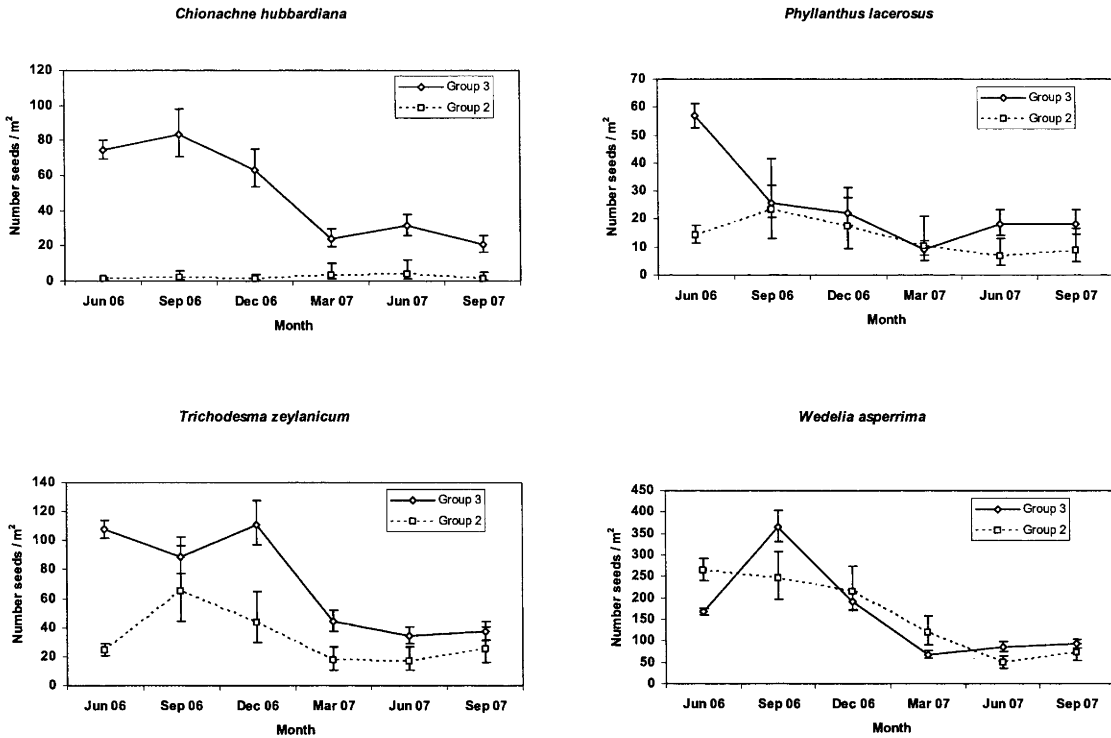 Chionachne hubbardiana
120
100
80
60
40
20
0
Number seeds / m²
Group 3
Group 2
Jun 06 Sep 06 Dec 06 Mar 07 Jun 07 Sep 07
Month
Phyllanthus lacerosus
70
60
50
40
30
20
10
0
Number seeds / m²
Group 3
Group 2
Jun 06 Sep 06 Dec 06 Mar 07 Jun 07 Sep 07
Month
Trichodesma zeylanicum
140
120
100
80
60
40
20
0
Number seeds / m²
Group 3
Group 2
Jun 06 Sep 06 Dec 06 Mar 07 Jun 07 Sep 07
Month
Wedelia asperrima
450
400
350
300
250
200
150
100
50
0
Number seeds / m²
Group 3
Group 2
Jun 06 Sep 06 Dec 06 Mar 07 Jun 07 Sep 07
Month